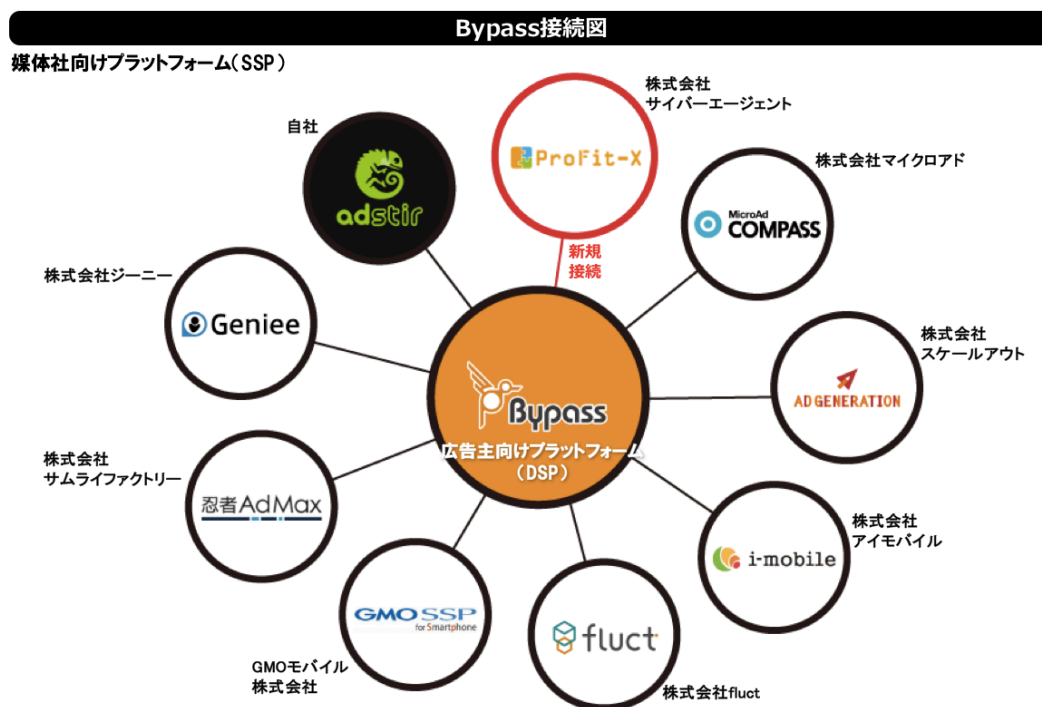 Bypass接続図
媒体社向けプラットフォーム(SSP)
株式会社
サイバーエージェント
ProFit-X
自社
adstir
株式会社マイクロアド
MicroAd
COMPASS
新規
接続
株式会社ジーニー
Geniee
株式会社
スケールアウト
AD GENERATION
Bypass
広告主向けプラットフォーム
(DSP)
株式会社
サムライファクトリー
忍者AdMax
株式会社
アイモバイル
i-mobile
GMO SSP
for Smartphone
GMOモバイル
株式会社
fluct
株式会社fluct